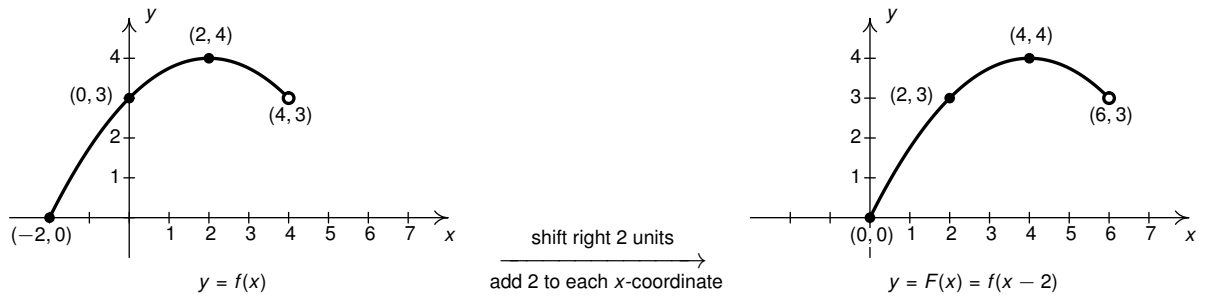 y
(2, 4)
4
(0, 3)
(4, 3)
2
1
(−2, 0)
1 2 3 4 5 6 7
x
y = f(x)
shift right 2 units
add 2 to each x-coordinate
y
(4, 4)
4
3
(2, 3)
(6, 3)
2
1
(0, 0)
1 2 3 4 5 6 7
x
y = F(x) = f(x − 2)